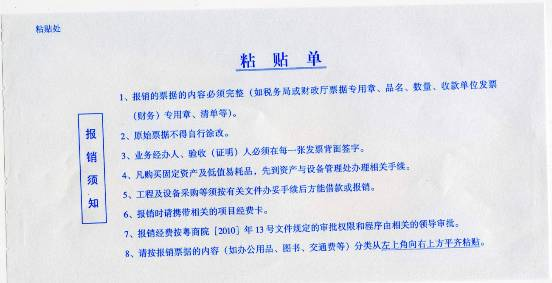 粘贴处
粘 贴 单
报销须知
1、报销的票据的内容必须完整（如税务局或财政厅票据专用章、品名、数量、收款单位发票
（财务）专用章、清单等）。
2、原始票据不得自行涂改。
3、业务经办人、验收（证明）人必须在每一张发票背面签字。
4、凡购买固定资产及低值易耗品，先到资产与设备管理处办理相关手续。
5、工程及设备采购等须按有关文件办妥手续后方能借款或报销。
6、报销时请携带相关的项目经费卡。
7、报销经费按粤商院［2010］年 13 号文件规定的审批权限和程序由相关的领导审批。
8、请按报销票据的内容（如办公用品、图书、交通费等）分类从左上角向右上方平齐粘贴。